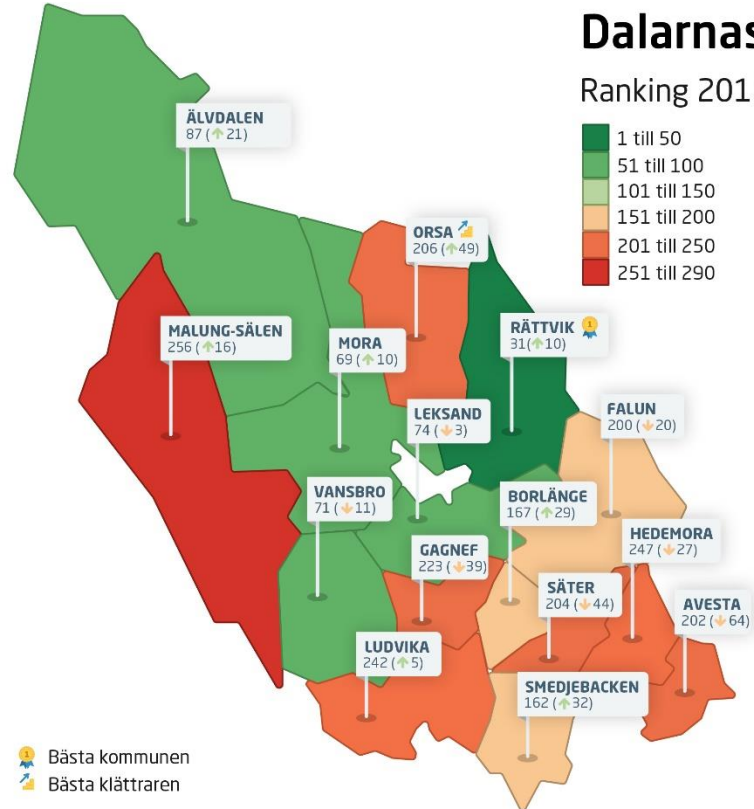 Dalarnas
Ranking 201
1 till 50
51 till 100
101 till 150
151 till 200
201 till 250
251 till 290
ÄLVDALEN
87 (↑21)
ORSA
206 (↑49)
MALUNG-SÄLEN
256 (↑16)
MORA
69 (↑10)
RÄTTVIK
31(↑10)
LEKSAND
74 (↓3)
FALUN
200 (↓20)
VANSBRO
71 (↓11)
BORLÄNGE
167 (↑29)
GAGNEF
223 (↓39)
HEDEMORA
247 (↓27)
SÄTER
204 (↓44)
AVESTA
202 (↓64)
LUDVIKA
242 (↑5)
SMEDJEBACKEN
162 (↑32)
1 Bästa kommunen
Bästa klättraren